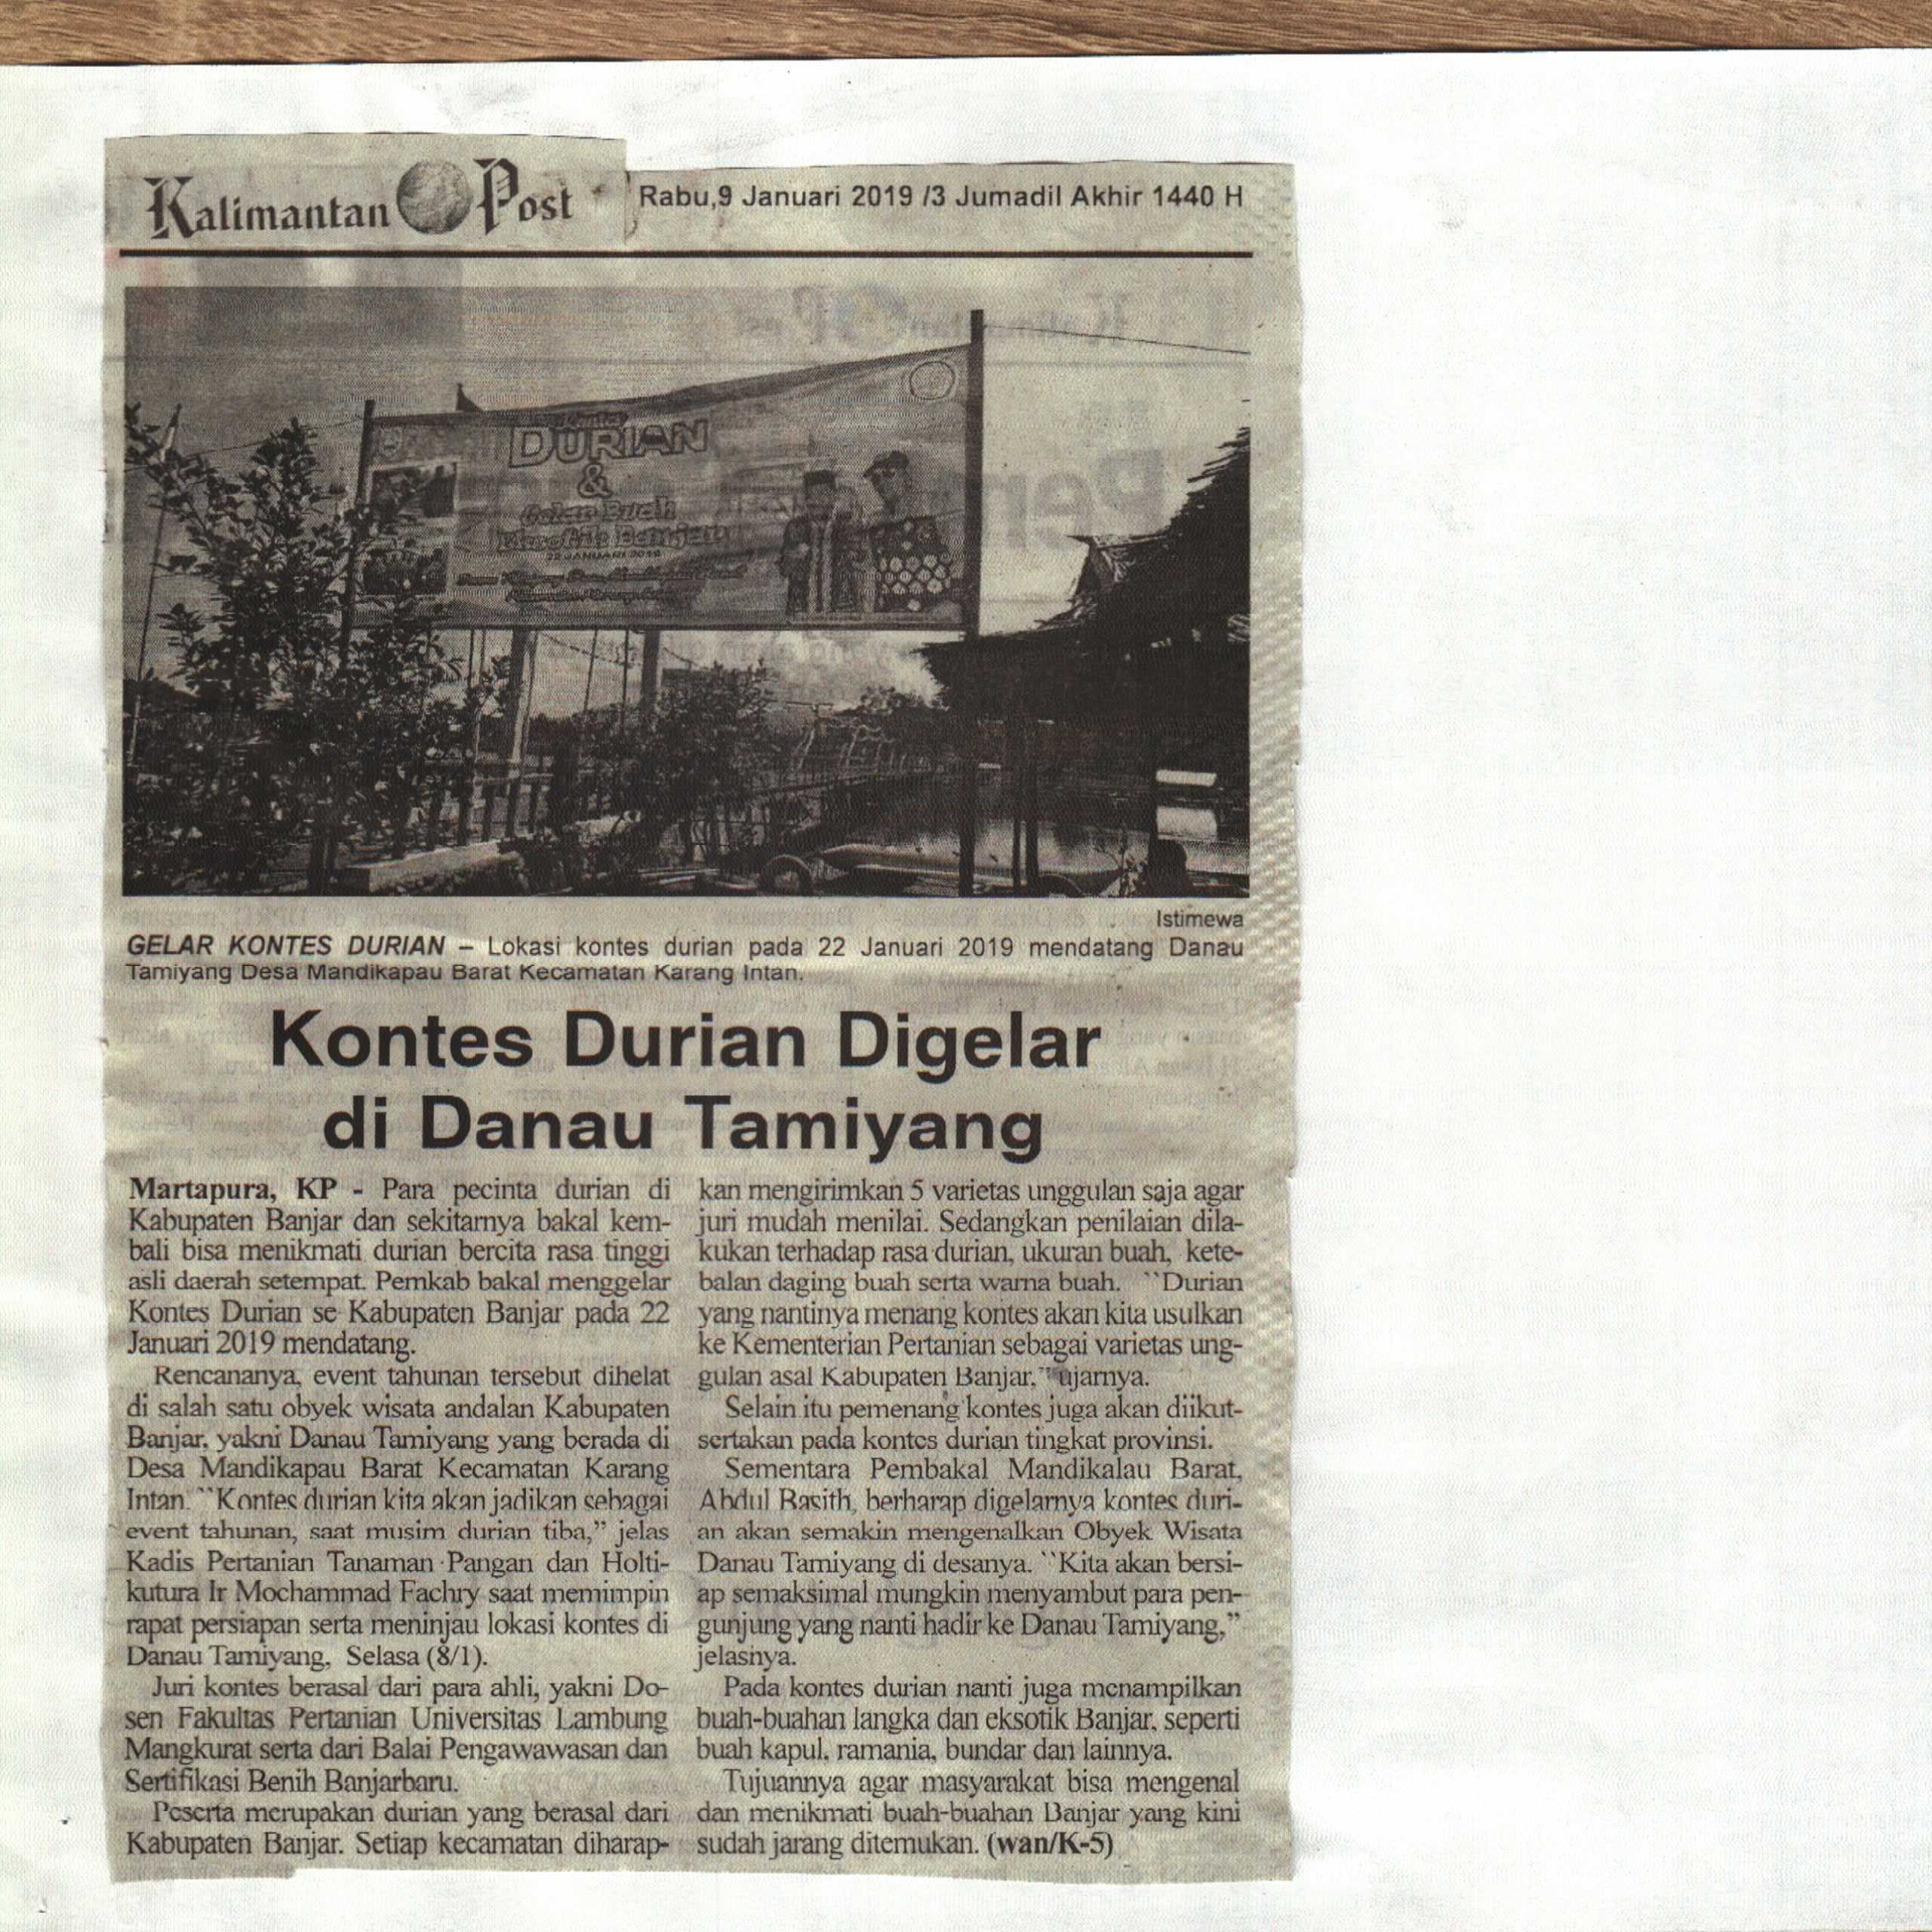 Kalimantan Post
Rabu,9 Januari 2019 /3 Jumadil Akhir 1440 H
Kontes
DURIAN
&
Gelar Buah
Eksotik Banjar
22 JANUARI 2019
Istimewa
GELAR KONTES DURIAN – Lokasi kontes durian pada 22 Januari 2019 mendatang Danau
Tamiyang Desa Mandikapau Barat Kecamatan Karang Intan.
Kontes Durian Digelar
di Danau Tamiyang
Martapura, KP - Para pecinta durian di
Kabupaten Banjar dan sekitarnya bakal kem-
bali bisa menikmati durian bercita rasa tinggi
asli daerah setempat. Pemkab bakal menggelar
Kontes Durian se Kabupaten Banjar pada 22
Januari 2019 mendatang.
Rencananya, event tahunan tersebut dihelat
di salah satu obyek wisata andalan Kabupaten
Banjar, yakni Danau Tamiyang yang berada di
Desa Mandikapau Barat Kecamatan Karang
Intan. ``Kontes durian kita akan jadikan sebagai
event tahunan, saat musim durian tiba,” jelas
Kadis Pertanian Tanaman Pangan dan Holti-
kutura Ir Mochammad Fachry saat memimpin
rapat persiapan serta meninjau lokasi kontes di
Danau Tamiyang, Selasa (8/1).
Juri kontes berasal dari para ahli, yakni Do-
sen Fakultas Pertanian Universitas Lambung
Mangkurat serta dari Balai Pengawawasan dan
Sertifikasi Benih Banjarbaru.
Peserta merupakan durian yang berasal dari
Kabupaten Banjar. Setiap kecamatan diharap-
kan mengirimkan 5 varietas unggulan saja agar
juri mudah menilai. Sedangkan penilaian dila-
kukan terhadap rasa durian, ukuran buah, kete-
balan daging buah serta warna buah. ``Durian
yang nantinya menang kontes akan kita usulkan
ke Kementerian Pertanian sebagai varietas ung-
gulan asal Kabupaten Banjar,” ujarnya.
Selain itu pemenang kontes juga akan diikut-
sertakan pada kontes durian tingkat provinsi.
Sementara Pembakal Mandikalau Barat,
Abdul Rasith, berharap digelarnya kontes duri-
an akan semakin mengenalkan Obyek Wisata
Danau Tamiyang di desanya. ``Kita akan bersi-
ap semaksimal mungkin menyambut para pen-
gunjung yang nanti hadir ke Danau Tamiyang,”
jelasnya.
Pada kontes durian nanti juga menampilkan
buah-buahan langka dan eksotik Banjar, seperti
buah kapul, ramania, bundar dan lainnya.
Tujuannya agar masyarakat bisa mengenal
dan menikmati buah-buahan Banjar yang kini
sudah jarang ditemukan. (wan/K-5)